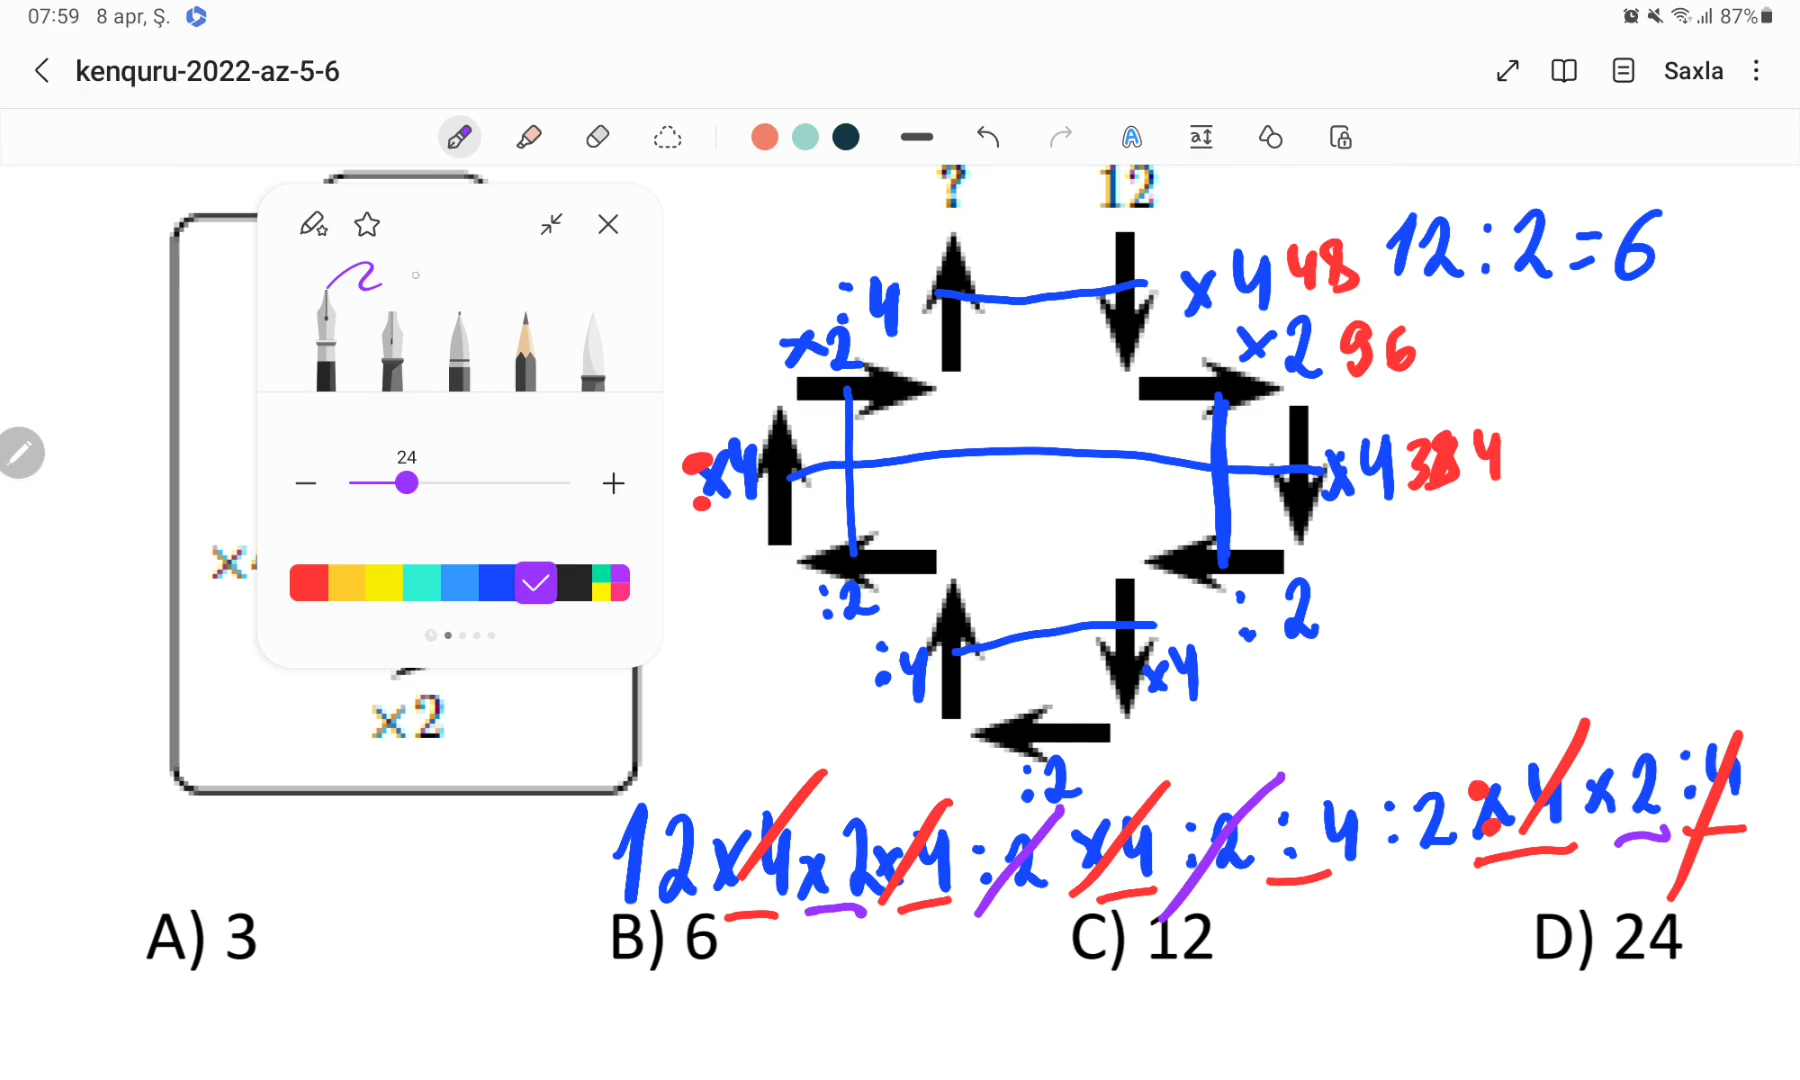 07:59 8 apr, Ş. 87%
kenquru-2022-az-5-6 Saxla
? 12
12 : 2 = 6
: 4 x 4 48
x 2 x 2 96
24
x 4 x 4 384
: 2 : 2
: 4 x 4
×2
: 2
12 x 4 x 2 x 4 : 2 x 4 : 2 : 4 : 2 : 4 x 2 : 4
A) 3 B) 6 C) 12 D) 24